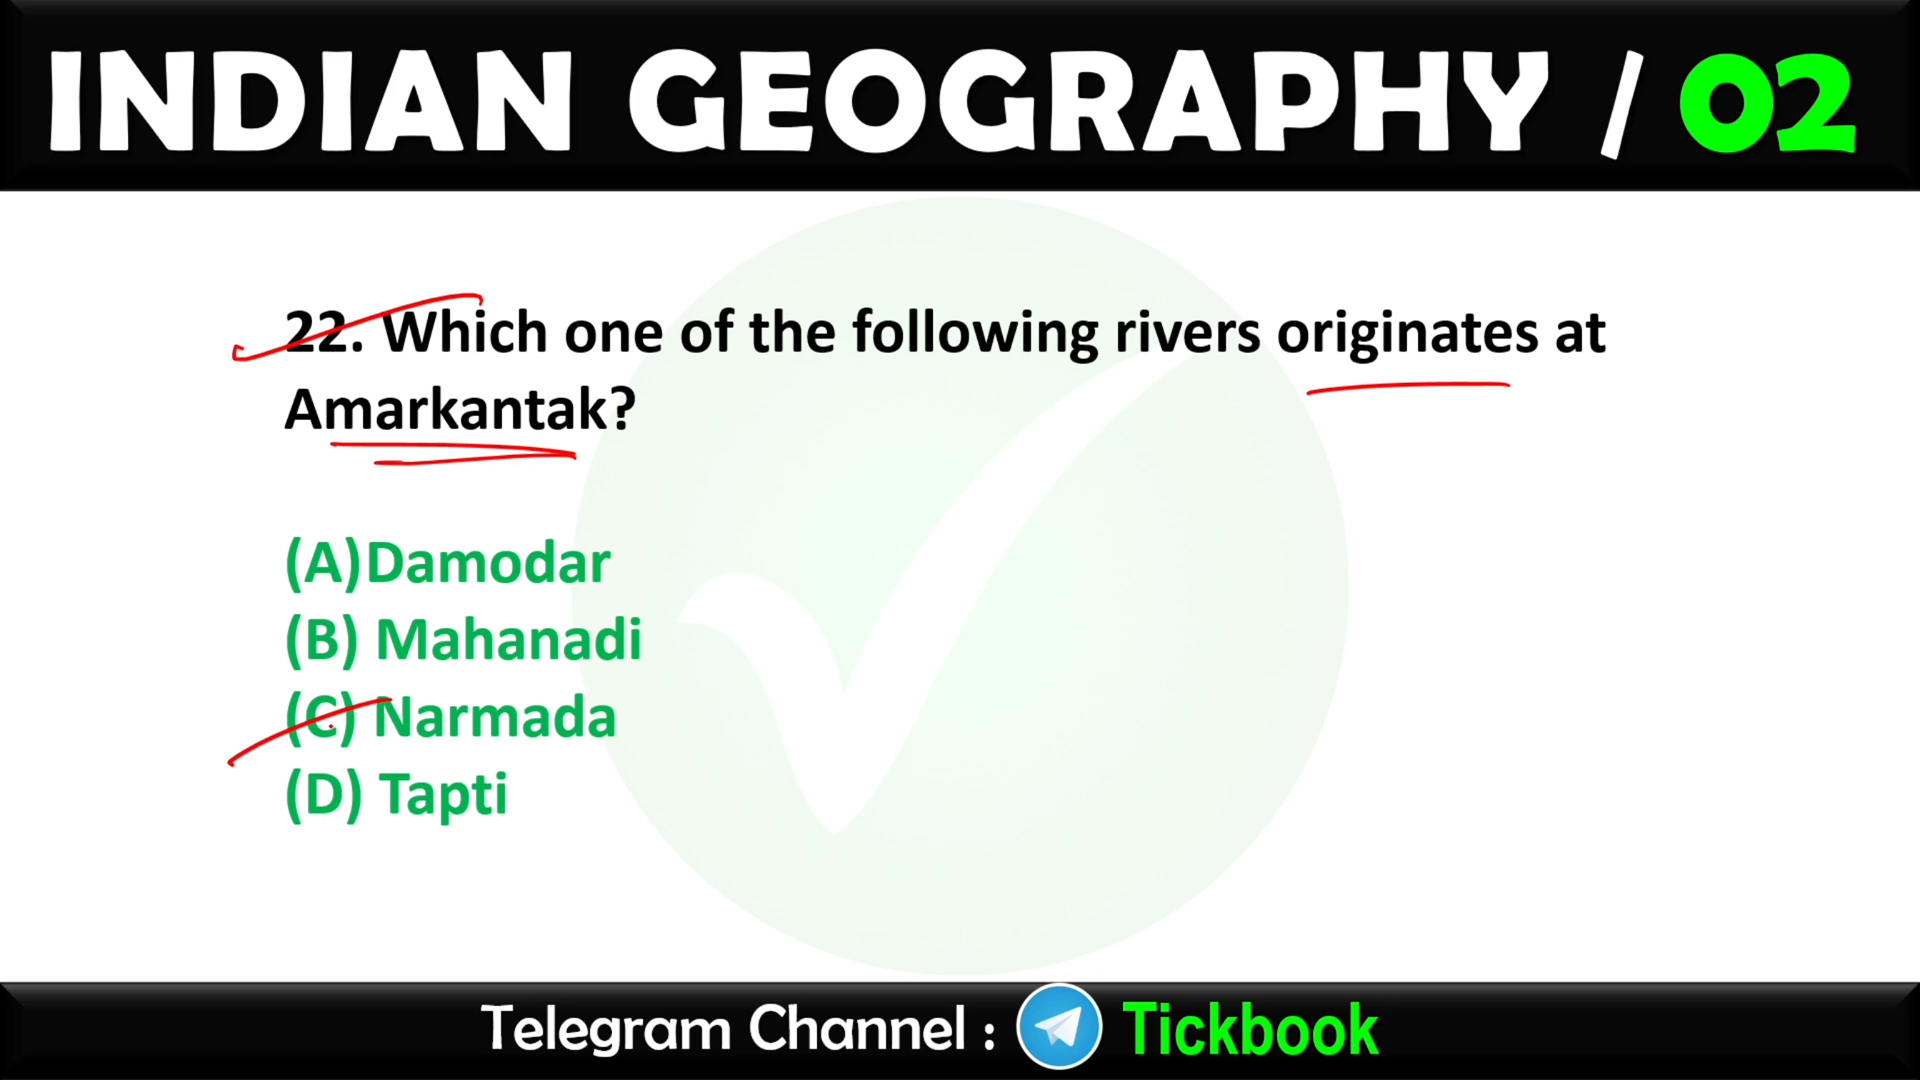 INDIAN GEOGRAPHY / 02
22. Which one of the following rivers originates at
Amarkantak?
(A)Damodar
(B) Mahanadi
(C) Narmada
(D) Tapti
Telegram Channel : Tickbook